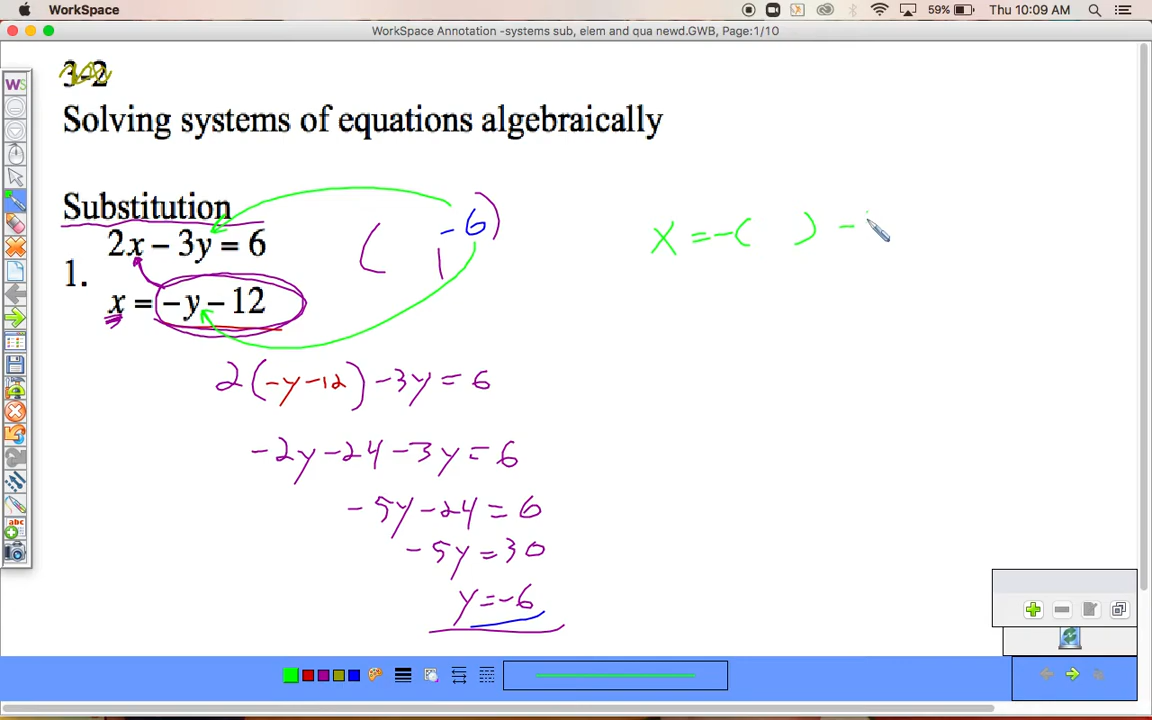 WorkSpace
59%
Thu 10:09 AM
WorkSpace Annotation -systems sub, elem and qua newd.GWB, Page:1/10
WS
3-2
Solving systems of equations algebraically
Substitution
2x − 3y = 6
1.
x = −y − 12
( , -6)
x = -( ) -
2(-y-12) -3y = 6
-2y-24-3y=6
-5y-24=6
-5y=30
y=-6
abc